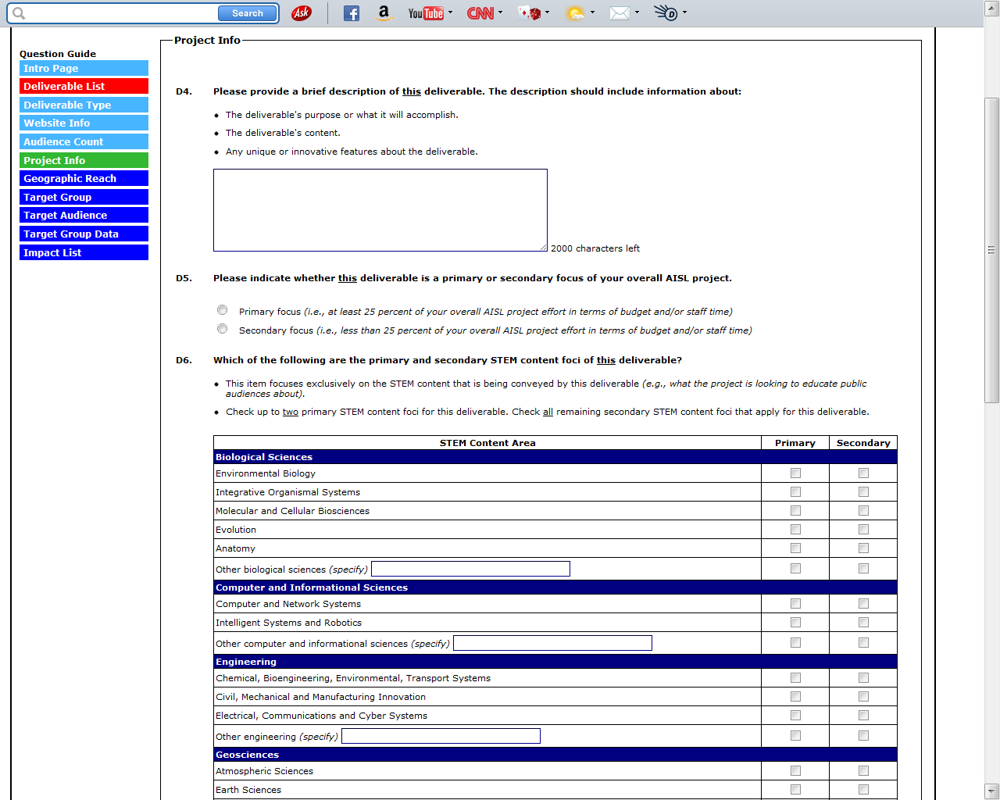 Search
Ask
f
a
YouTube
CNN
D
Project Info
Question Guide
Intro Page
Deliverable List
Deliverable Type
Website Info
Audience Count
Project Info
Geographic Reach
Target Group
Target Audience
Target Group Data
Impact List
D4. Please provide a brief description of this deliverable. The description should include information about:
• The deliverable's purpose or what it will accomplish.
• The deliverable's content.
• Any unique or innovative features about the deliverable.
2000 characters left
D5. Please indicate whether this deliverable is a primary or secondary focus of your overall AISL project.
Primary focus (i.e., at least 25 percent of your overall AISL project effort in terms of budget and/or staff time)
Secondary focus (i.e., less than 25 percent of your overall AISL project effort in terms of budget and/or staff time)
D6. Which of the following are the primary and secondary STEM content foci of this deliverable?
• This item focuses exclusively on the STEM content that is being conveyed by this deliverable (e.g., what the project is looking to educate public
audiences about).
• Check up to two primary STEM content foci for this deliverable. Check all remaining secondary STEM content foci that apply for this deliverable.
STEM Content Area Primary Secondary
Biological Sciences
Environmental Biology
Integrative Organismal Systems
Molecular and Cellular Biosciences
Evolution
Anatomy
Other biological sciences (specify)
Computer and Informational Sciences
Computer and Network Systems
Intelligent Systems and Robotics
Other computer and informational sciences (specify)
Engineering
Chemical, Bioengineering, Environmental, Transport Systems
Civil, Mechanical and Manufacturing Innovation
Electrical, Communications and Cyber Systems
Other engineering (specify)
Geosciences
Atmospheric Sciences
Earth Sciences